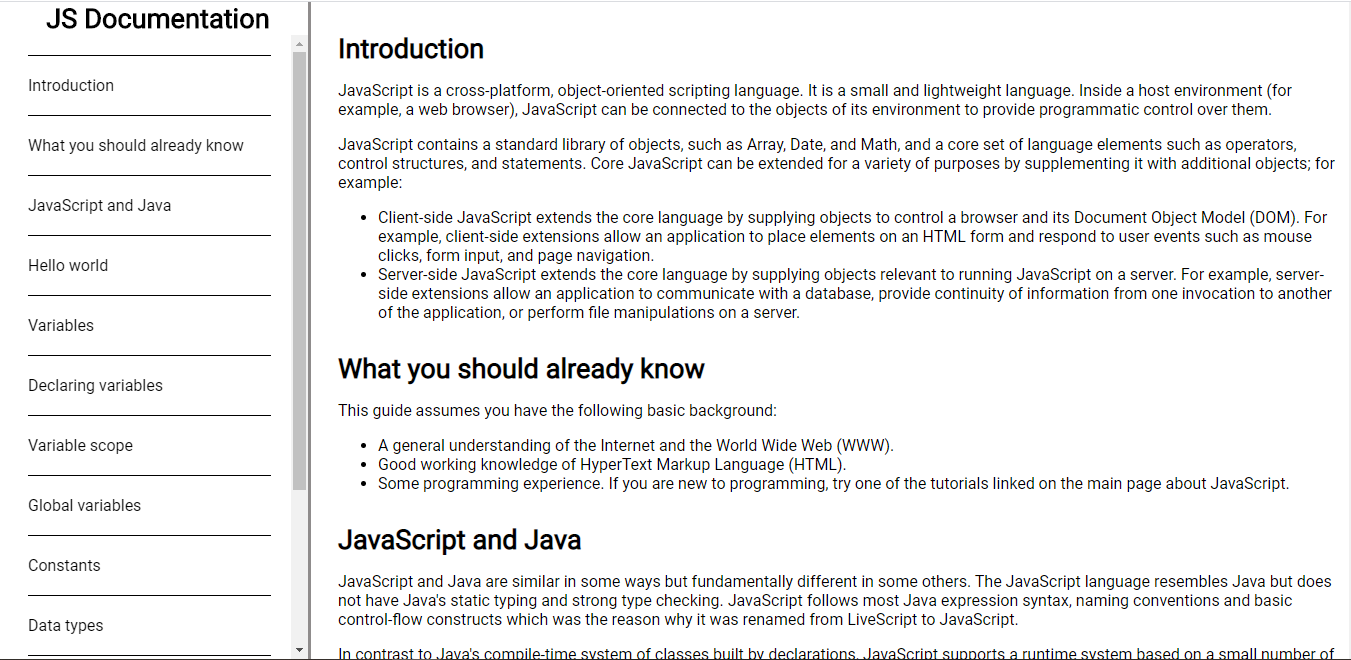 JS Documentation
Introduction
What you should already know
JavaScript and Java
Hello world
Variables
Declaring variables
Variable scope
Global variables
Constants
Data types
Introduction
JavaScript is a cross-platform, object-oriented scripting language. It is a small and lightweight language. Inside a host environment (for
example, a web browser), JavaScript can be connected to the objects of its environment to provide programmatic control over them.
JavaScript contains a standard library of objects, such as Array, Date, and Math, and a core set of language elements such as operators,
control structures, and statements. Core JavaScript can be extended for a variety of purposes by supplementing it with additional objects; for
example:
• Client-side JavaScript extends the core language by supplying objects to control a browser and its Document Object Model (DOM). For
example, client-side extensions allow an application to place elements on an HTML form and respond to user events such as mouse
clicks, form input, and page navigation.
• Server-side JavaScript extends the core language by supplying objects relevant to running JavaScript on a server. For example, server-
side extensions allow an application to communicate with a database, provide continuity of information from one invocation to another
of the application, or perform file manipulations on a server.
What you should already know
This guide assumes you have the following basic background:
• A general understanding of the Internet and the World Wide Web (WWW).
• Good working knowledge of HyperText Markup Language (HTML).
• Some programming experience. If you are new to programming, try one of the tutorials linked on the main page about JavaScript.
JavaScript and Java
JavaScript and Java are similar in some ways but fundamentally different in some others. The JavaScript language resembles Java but does
not have Java's static typing and strong type checking. JavaScript follows most Java expression syntax, naming conventions and basic
control-flow constructs which was the reason why it was renamed from LiveScript to JavaScript.
In contrast to Java's compile-time system of classes built by declarations, JavaScript supports a runtime system based on a small number of